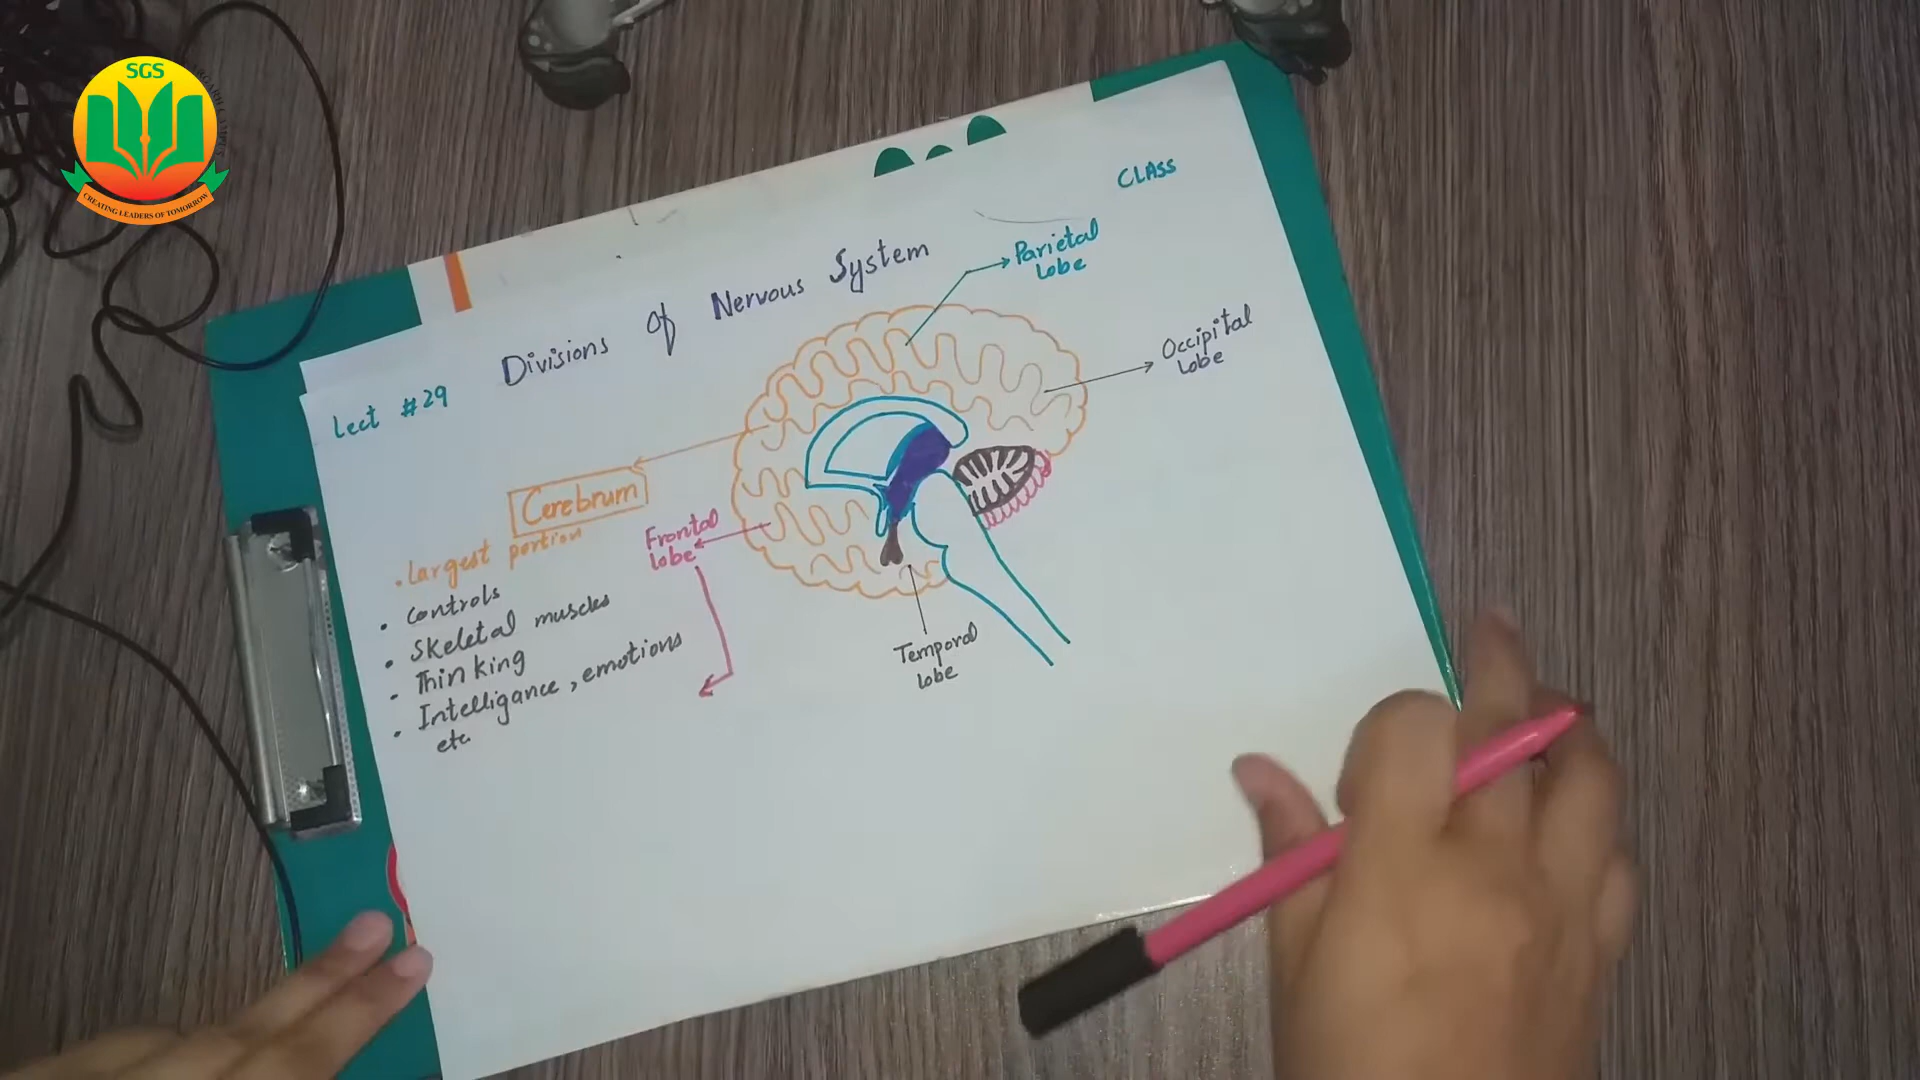 SGS
CREATING LEADERS OF TOMORROW
CLASS
Divisions of Nervous System
Lect #29
Parietal
Lobe
Occipital
Lobe
Cerebrum
Frontal
lobe
Temporal
lobe
. Largest portion
• Controls
• Skeletal muscles
• Thinking
• Intelligance, emotions
etc.